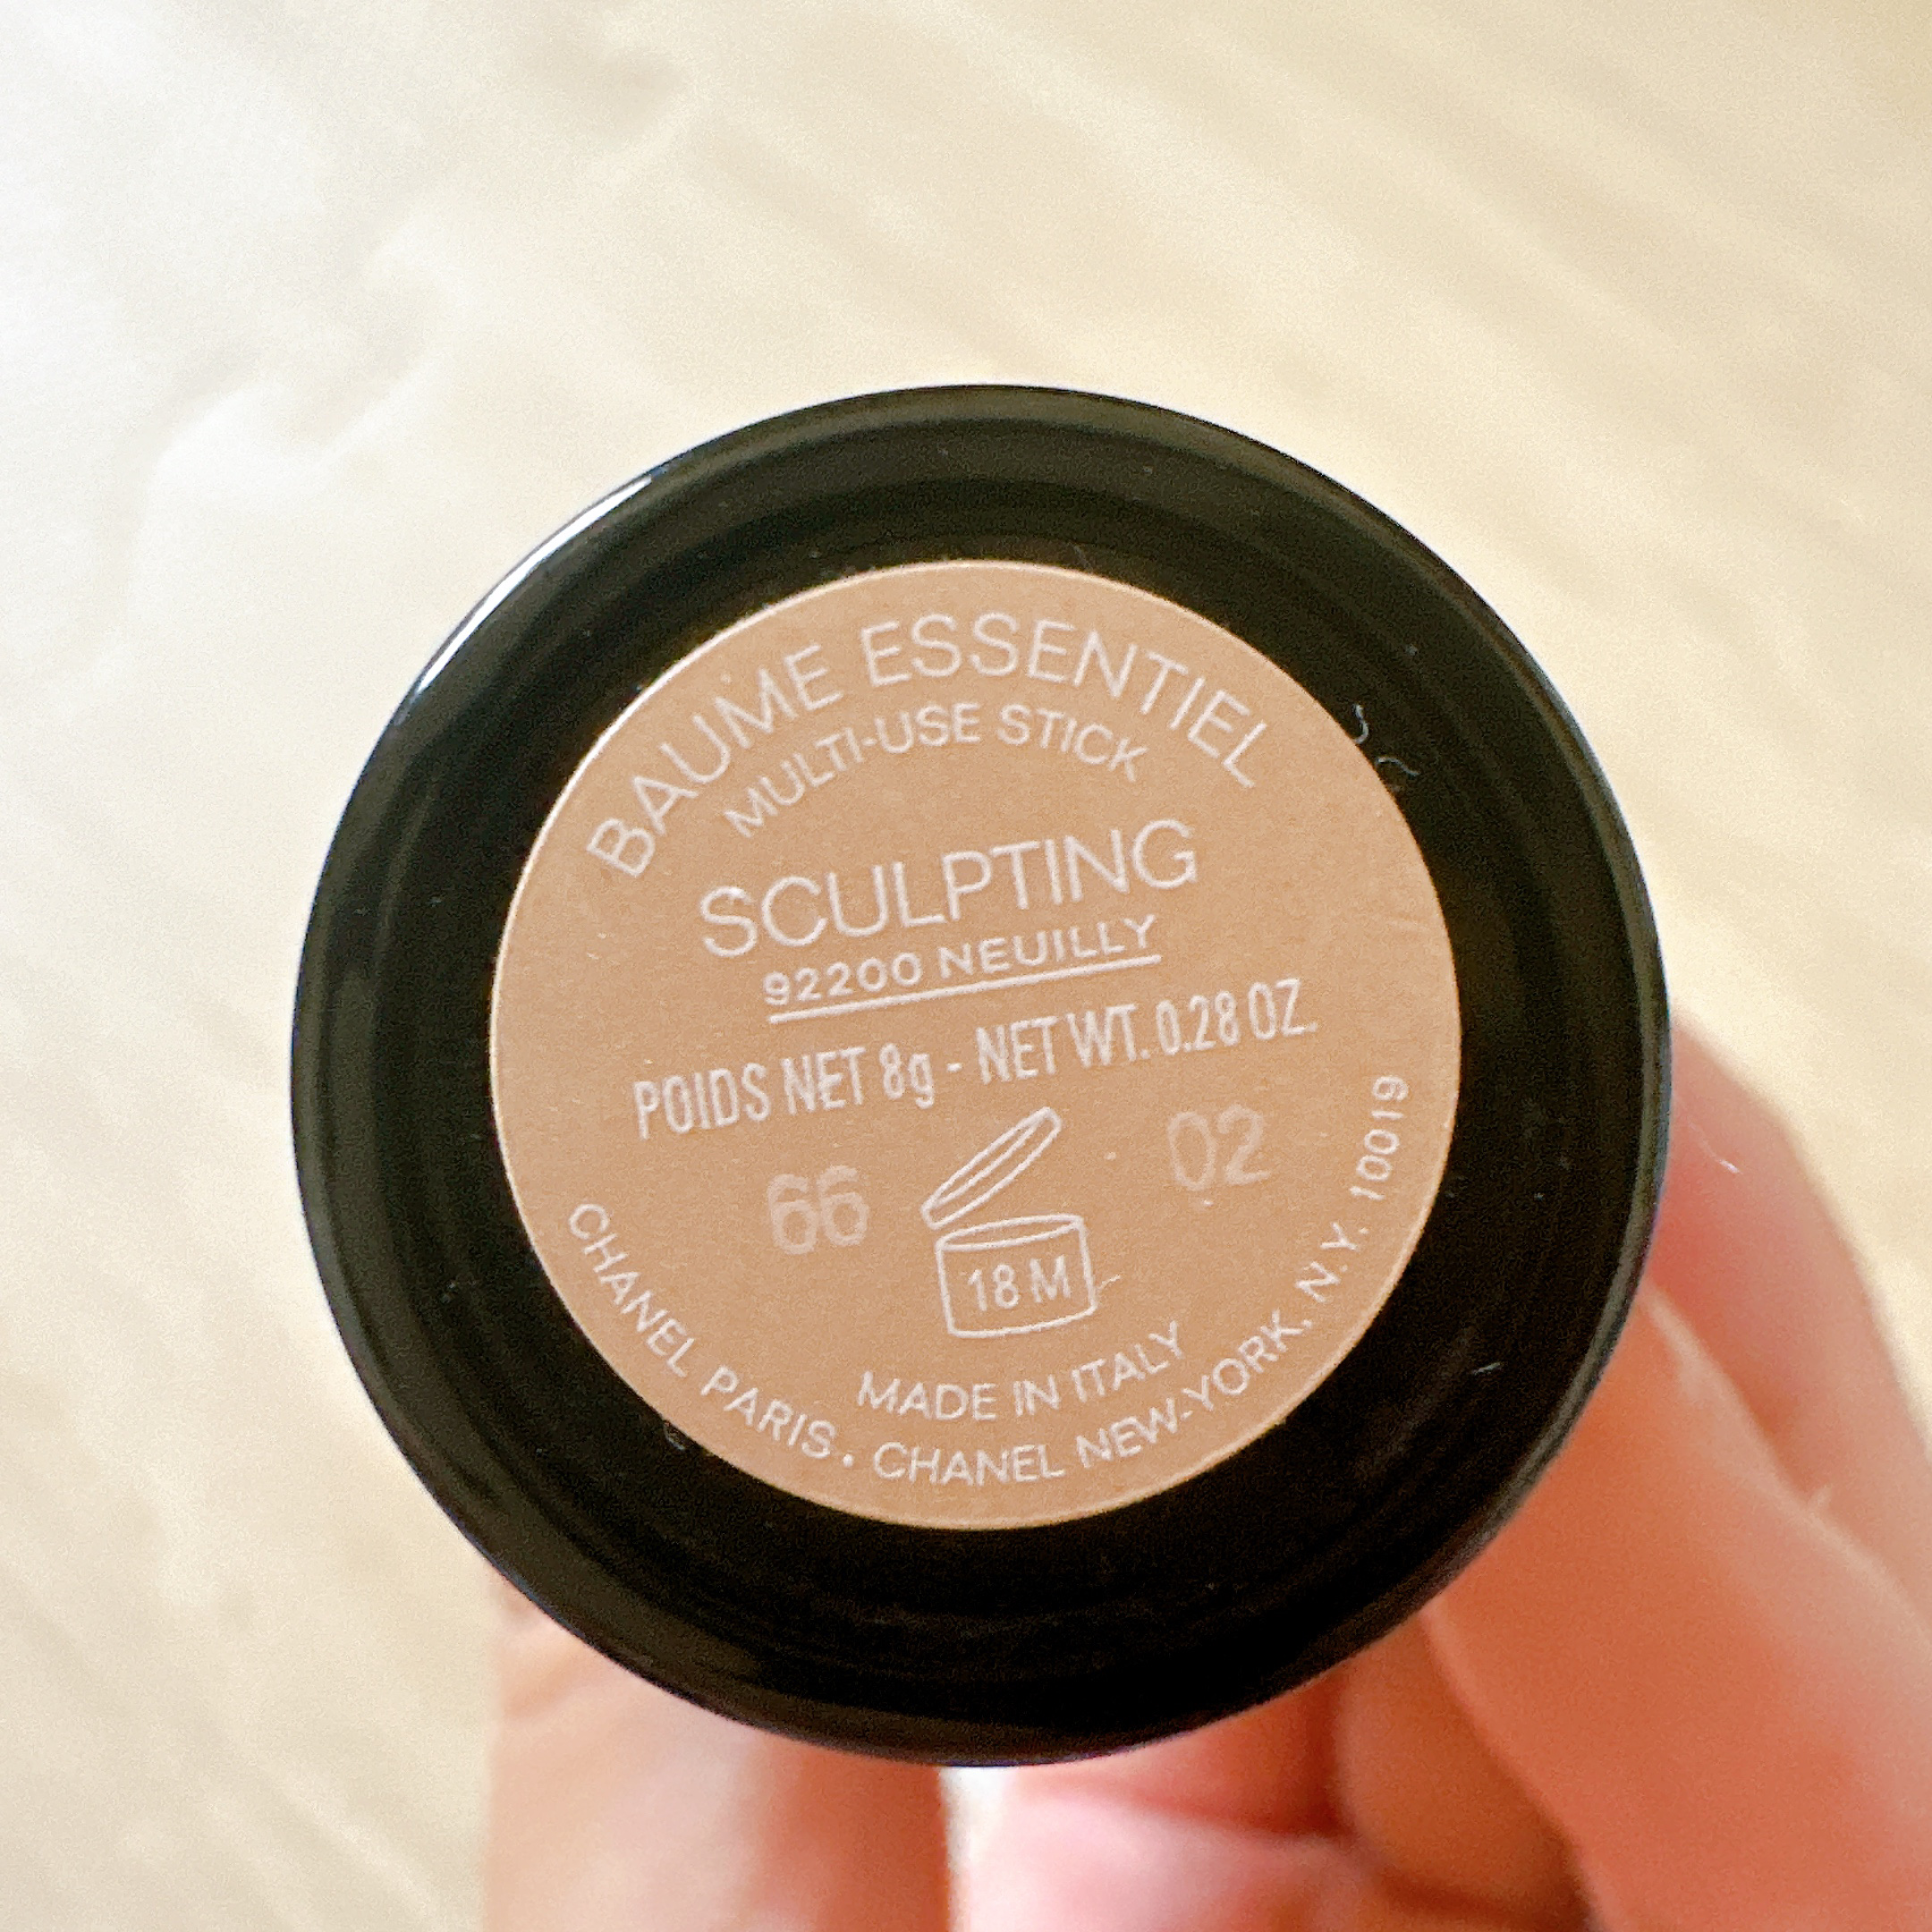 BAUME ESSENTIEL
MULTI-USE STICK
SCULPTING
92200 NEUILLY
POIDS NET 8g - NET WT. 0.28 OZ.
66 02
18 M
MADE IN ITALY
CHANEL PARIS . CHANEL NEW-YORK, N.Y. 10019